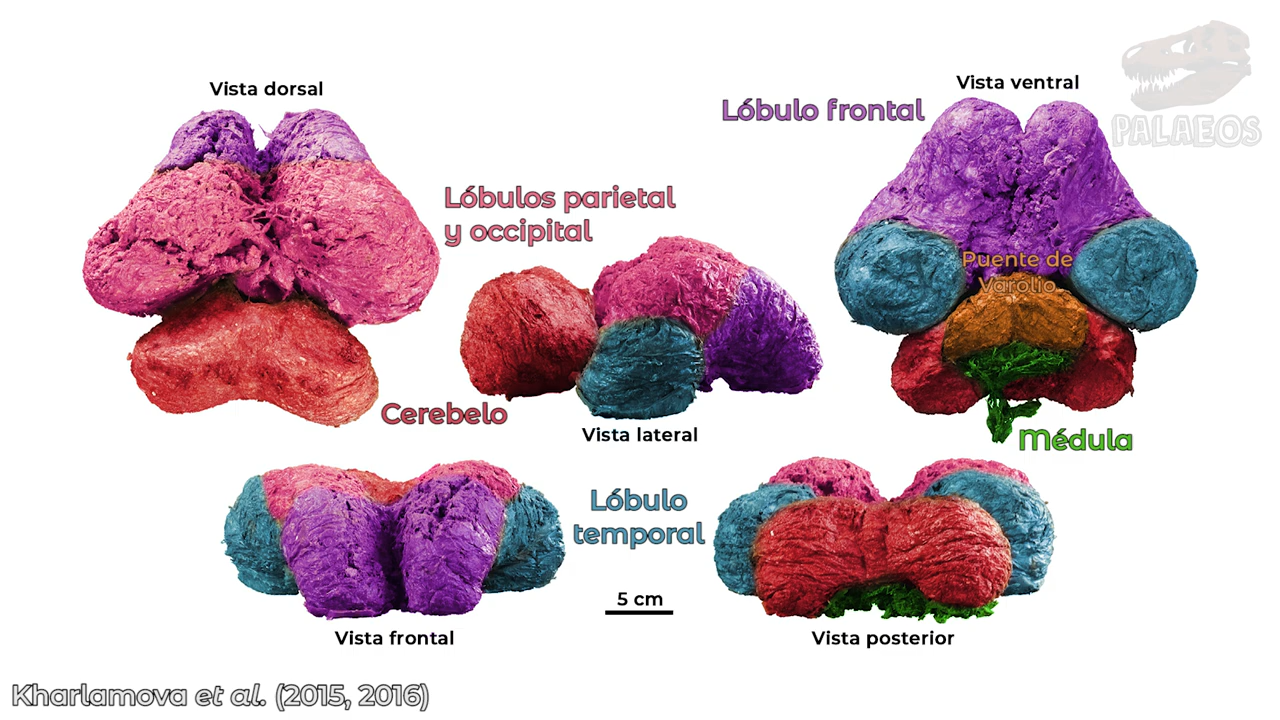 Vista dorsal
Vista ventral
Lóbulo frontal
PALAEOS
Lóbulos parietal
y occipital
Puente de
Varolio
Cerebelo
Vista lateral
Médula
Lóbulo
temporal
5 cm
Vista frontal
Vista posterior
Kharlamova et al. (2015, 2016)